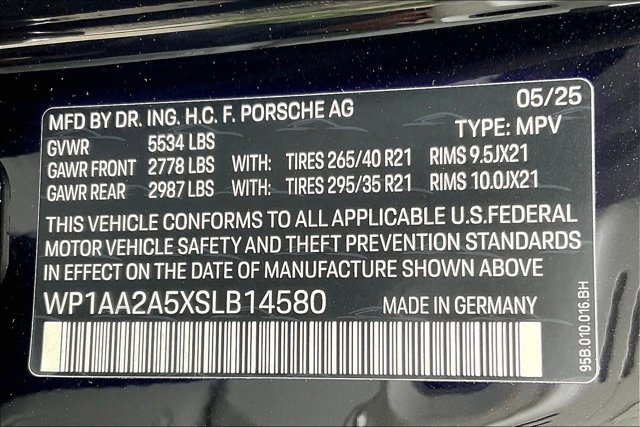 MFD BY DR. ING. H.C. F. PORSCHE AG 05/25
GVWR 5534 LBS TYPE: MPV
GAWR FRONT 2778 LBS WITH: TIRES 265/40 R21 RIMS 9.5JX21
GAWR REAR 2987 LBS WITH: TIRES 295/35 R21 RIMS 10.0JX21
THIS VEHICLE CONFORMS TO ALL APPLICABLE U.S.FEDERAL
MOTOR VEHICLE SAFETY AND THEFT PREVENTION STANDARDS
IN EFFECT ON THE DATE OF MANUFACTURE SHOWN ABOVE
WP1AA2A5XSLB14580 MADE IN GERMANY
95B.010.016.BH